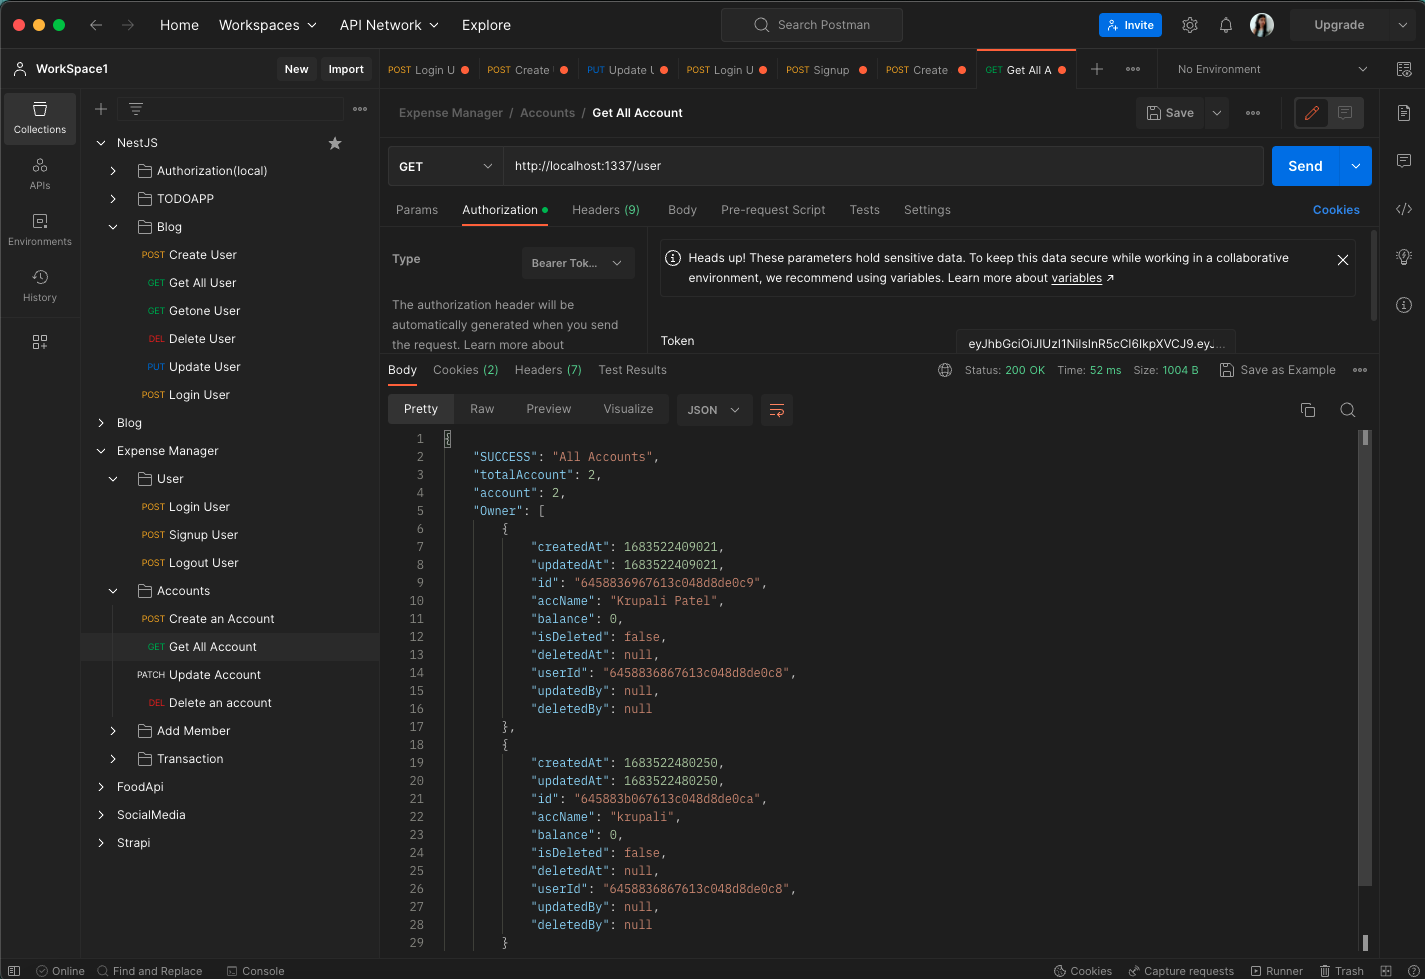 Home
Workspaces
API Network
Explore
Search Postman
Invite
Upgrade
WorkSpace1
New
Import
POST Login U
POST Create
PUT Update U
POST Login U
POST Signup
POST Create
GET Get All A
No Environment
Collections
APIs
Environments
History
NestJS
Authorization(local)
TODOAPP
Blog
POST Create User
GET Get All User
GET Getone User
DEL Delete User
PUT Update User
POST Login User
Blog
Expense Manager
User
POST Login User
POST Signup User
POST Logout User
Accounts
POST Create an Account
GET Get All Account
PATCH Update Account
DEL Delete an account
Add Member
Transaction
FoodApi
SocialMedia
Strapi
Expense Manager / Accounts / Get All Account
Save
GET
http://localhost:1337/user
Send
Params
Authorization
Headers (9)
Body
Pre-request Script
Tests
Settings
Cookies
Type
Bearer Tok...
The authorization header will be
automatically generated when you send
the request. Learn more about
Heads up! These parameters hold sensitive data. To keep this data secure while working in a collaborative
environment, we recommend using variables. Learn more about variables ↗
Token
eyJhbGciOiJIUzI1NiIsInR5cCI6IkpXVCJ9.eyJ...
Body
Cookies (2)
Headers (7)
Test Results
Status: 200 OK
Time: 52 ms
Size: 1004 B
Save as Example
Pretty
Raw
Preview
Visualize
JSON
1 {
2 "SUCCESS": "All Accounts",
3 "totalAccount": 2,
4 "account": 2,
5 "Owner": [
6 {
7 "createdAt": 1683522409021,
8 "updatedAt": 1683522409021,
9 "id": "6458836967613c048d8de0c9",
10 "accName": "Krupali Patel",
11 "balance": 0,
12 "isDeleted": false,
13 "deletedAt": null,
14 "userId": "6458836867613c048d8de0c8",
15 "updatedBy": null,
16 "deletedBy": null
17 },
18 {
19 "createdAt": 1683522480250,
20 "updatedAt": 1683522480250,
21 "id": "645883b067613c048d8de0ca",
22 "accName": "krupali",
23 "balance": 0,
24 "isDeleted": false,
25 "deletedAt": null,
26 "userId": "6458836867613c048d8de0c8",
27 "updatedBy": null,
28 "deletedBy": null
29 }
Online
Find and Replace
Console
Cookies
Capture requests
Runner
Trash